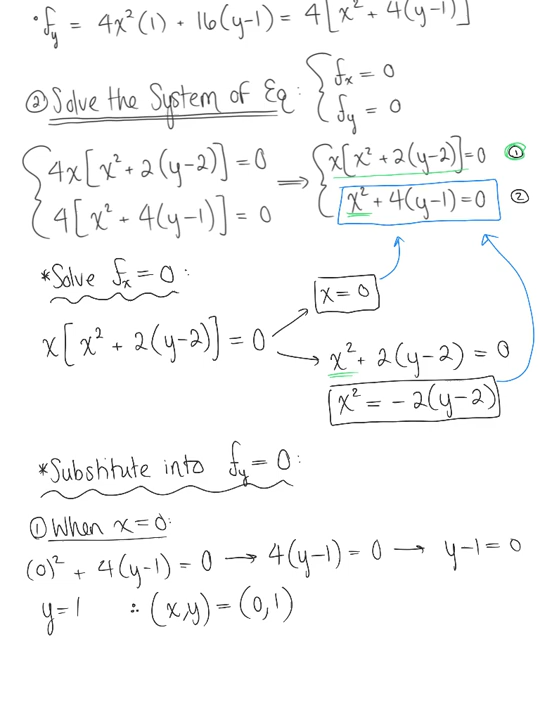 • f_y = 4x²(1) + 16(y-1) = 4[x² + 4(y-1)]
② Solve the System of Eq: { f_x = 0
f_y = 0
{ 4x[x² + 2(y-2)] = 0 ⟹ { x[x² + 2(y-2)] = 0 ①
4[x² + 4(y-1)] = 0 x² + 4(y-1) = 0 ②
*Solve f_x = 0:
x = 0
x[x² + 2(y-2)] = 0
x² + 2(y-2) = 0
x² = -2(y-2)
*Substitute into f_y = 0:
① When x=0:
(0)² + 4(y-1) = 0 → 4(y-1) = 0 → y-1 = 0
y=1 ∴ (x,y) = (0,1)